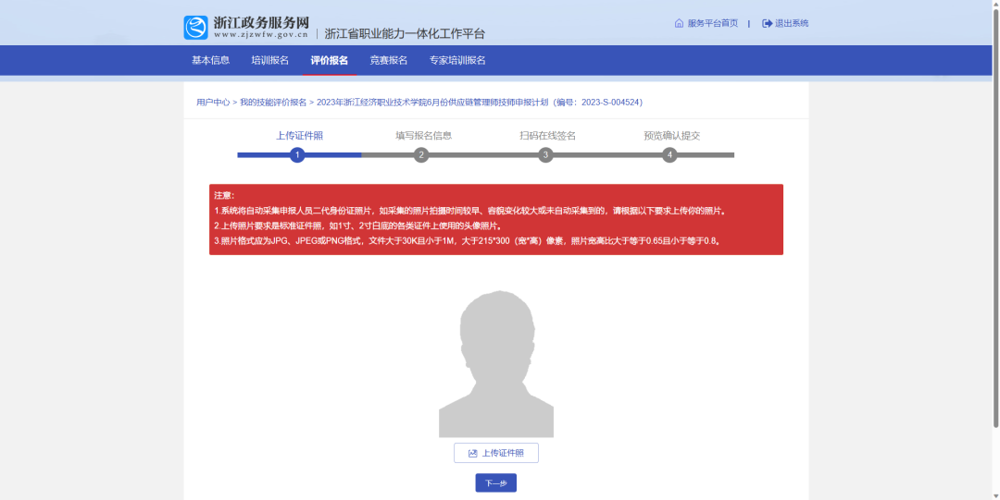 浙江政务服务网
www.zjzwfw.gov.cn
浙江省职业能力一体化工作平台
服务平台首页 | 退出系统
基本信息 培训报名 评价报名 竞赛报名 专家培训报名
用户中心 > 我的技能评价报名 > 2023年浙江经济职业技术学院6月份供应链管理师技师申报计划（编号：2023-S-004524）
上传证件照 填写报名信息 扫码在线签名 预览确认提交
1 2 3 4
注意：
1.系统将自动采集申报人员二代身份证照片，如采集的照片拍摄时间较早、容貌变化较大或未自动采集到的，请根据以下要求上传你的照片。
2.上传照片要求是标准证件照，如1寸、2寸白底的各类证件上使用的头像照片。
3.照片格式应为JPG、JPEG或PNG格式，文件大于30K且小于1M，大于215*300（宽*高）像素，照片宽高比大于等于0.65且小于等于0.8。
上传证件照
下一步